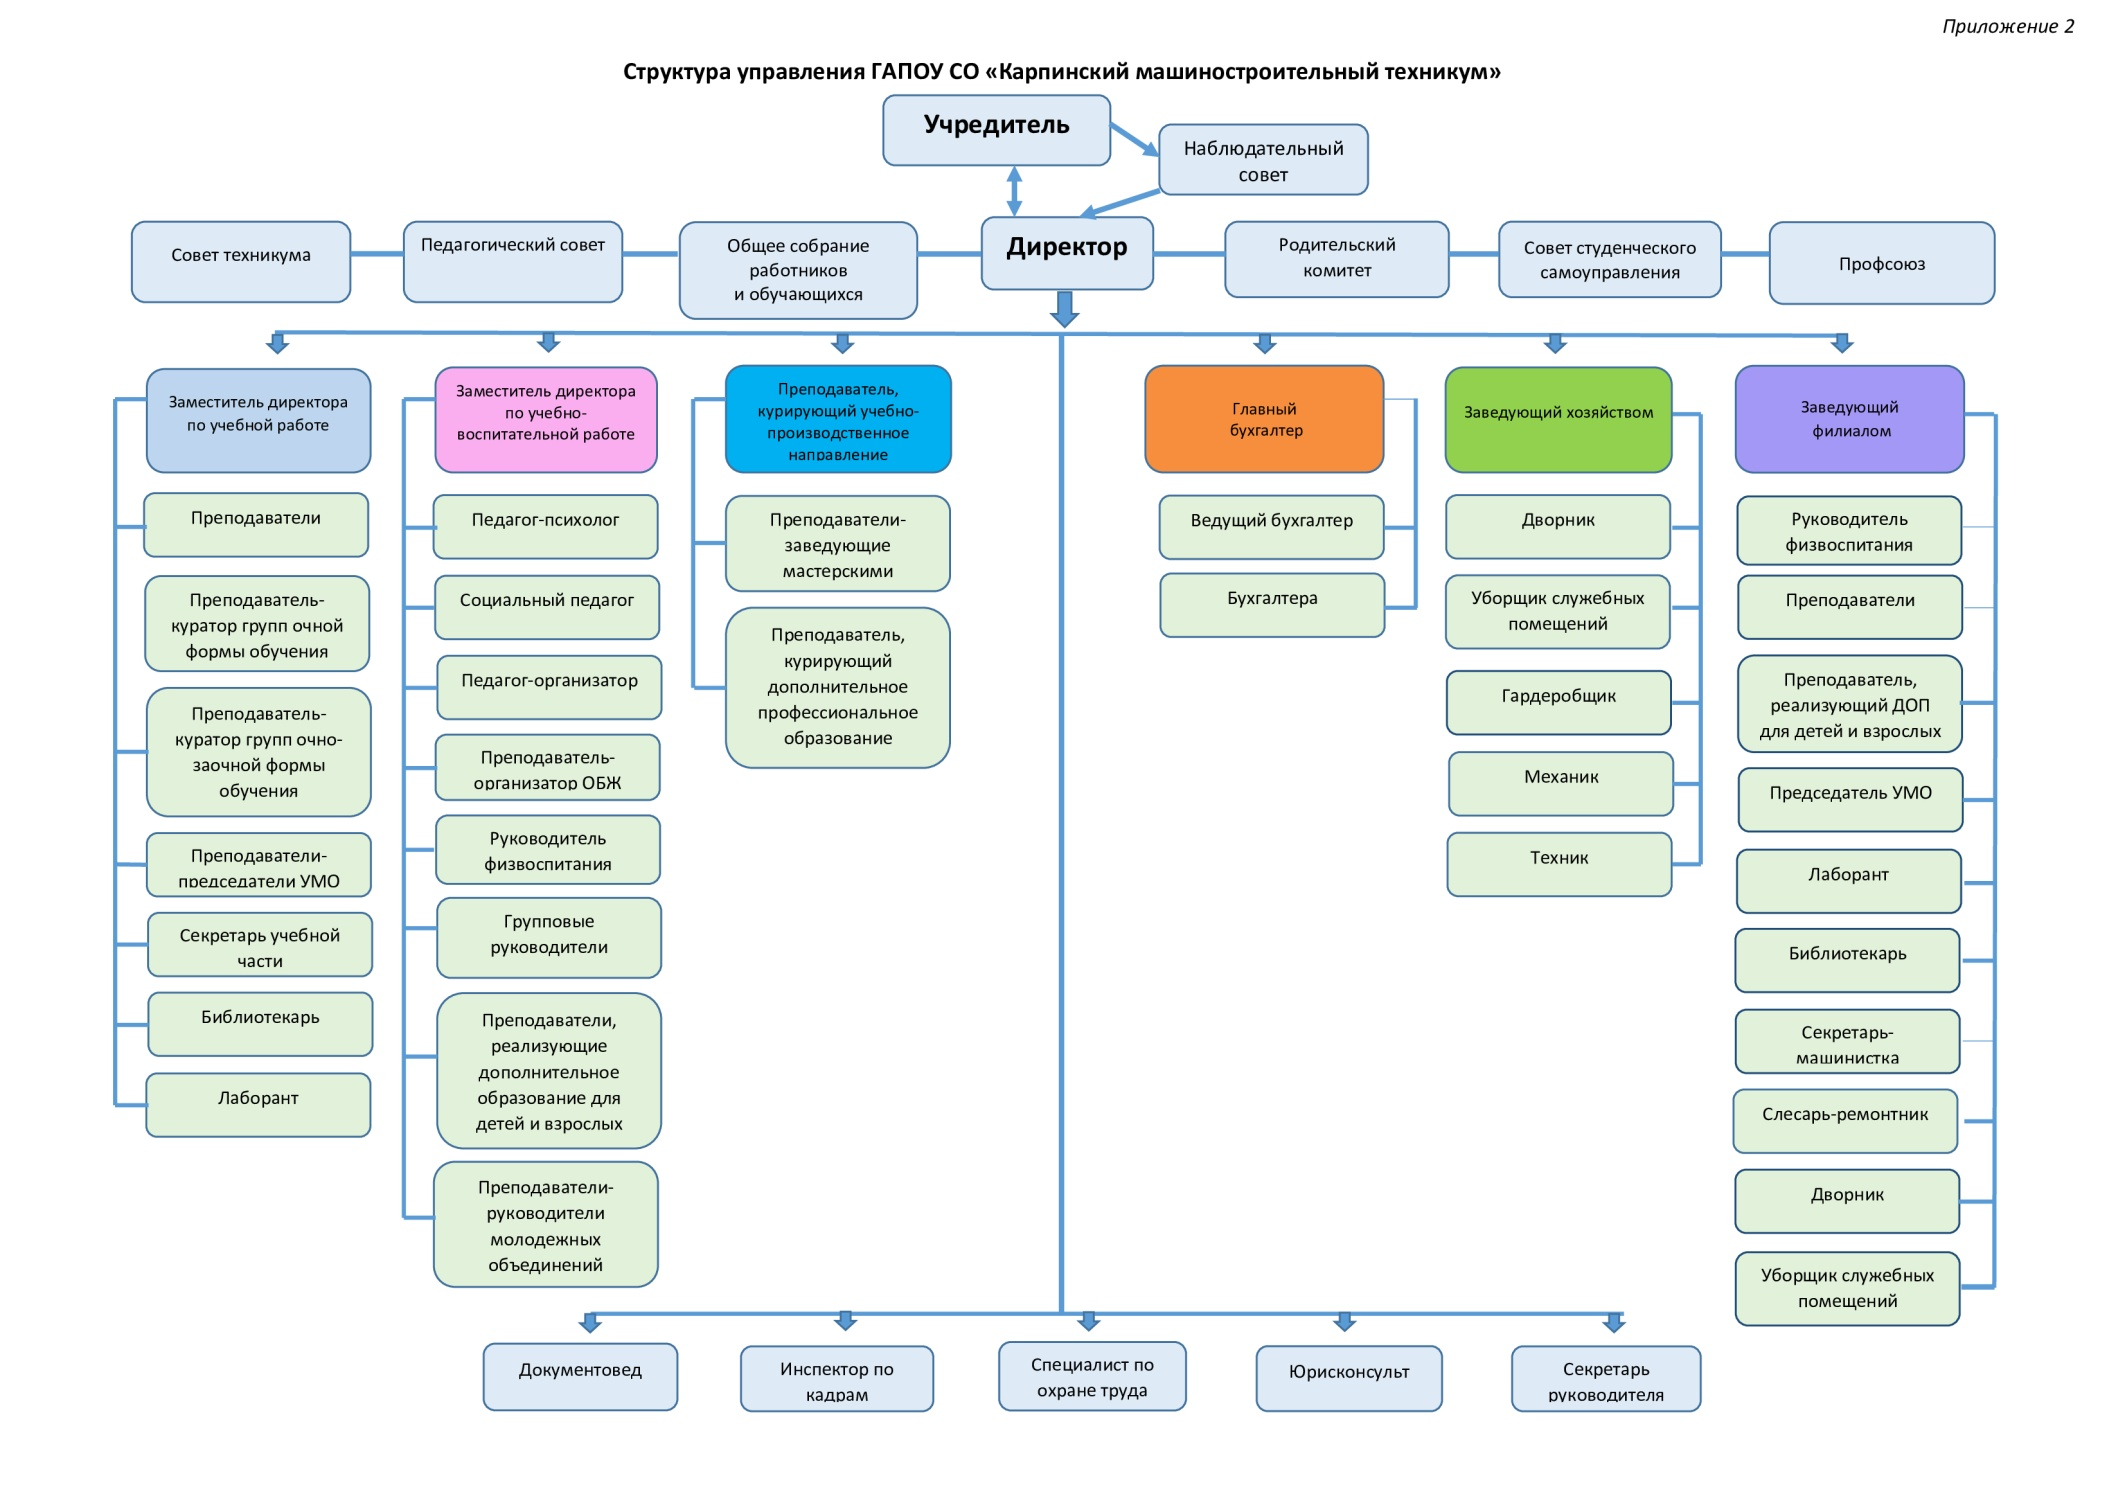 Приложение 2
Структура управления ГАПОУ СО «Карпинский машиностроительный техникум»
Учредитель
Наблюдательный
совет
Совет техникума
Педагогический совет
Общее собрание
работников
и обучающихся
Директор
Родительский
комитет
Совет студенческого
самоуправления
Профсоюз
Заместитель директора
по учебной работе
Преподаватели
Преподаватель-
куратор групп очной
формы обучения
Преподаватель-
куратор групп очно-
заочной формы
обучения
Преподаватели-
председатели УМО
Секретарь учебной
части
Библиотекарь
Лаборант
Заместитель директора
по учебно-
воспитательной работе
Педагог-психолог
Социальный педагог
Педагог-организатор
Преподаватель-
организатор ОБЖ
Руководитель
физвоспитания
Групповые
руководители
Преподаватели,
реализующие
дополнительное
образование для
детей и взрослых
Преподаватели-
руководители
молодежных
объединений
Преподаватель,
курирующий учебно-
производственное
направление
Преподаватели-
заведующие
мастерскими
Преподаватель,
курирующий
дополнительное
профессиональное
образование
Главный
бухгалтер
Ведущий бухгалтер
Бухгалтера
Заведующий хозяйством
Дворник
Уборщик служебных
помещений
Гардеробщик
Механик
Техник
Заведующий
филиалом
Руководитель
физвоспитания
Преподаватели
Преподаватель,
реализующий ДОП
для детей и взрослых
Председатель УМО
Лаборант
Библиотекарь
Секретарь-
машинистка
Слесарь-ремонтник
Дворник
Уборщик служебных
помещений
Документовед
Инспектор по
кадрам
Специалист по
охране труда
Юрисконсульт
Секретарь
руководителя